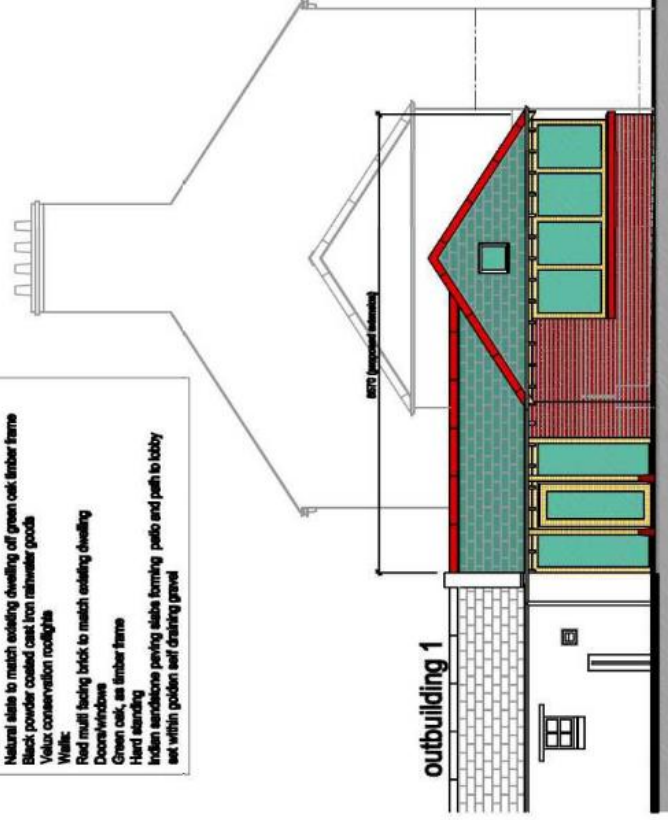 Natural slate to match existing dwelling off green oak timber frame
Black powder coated cast iron rainwater goods
Velux conservation rooflights
Walls:
Red multi facing brick to match existing dwelling
Doors/windows
Green oak, as timber frame
Hard standing
Indian sandstone paving slabs forming patio and path to lobby
set within golden self draining gravel
(proposed extension)
outbuilding 1